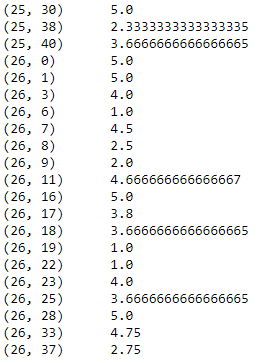 (25, 30) 5.0
(25, 38) 2.3333333333333335
(25, 40) 3.6666666666666665
(26, 0) 5.0
(26, 1) 5.0
(26, 3) 4.0
(26, 6) 1.0
(26, 7) 4.5
(26, 8) 2.5
(26, 9) 2.0
(26, 11) 4.666666666666667
(26, 16) 5.0
(26, 17) 3.8
(26, 18) 3.6666666666666665
(26, 19) 1.0
(26, 22) 1.0
(26, 23) 4.0
(26, 25) 3.6666666666666665
(26, 28) 5.0
(26, 33) 4.75
(26, 37) 2.75